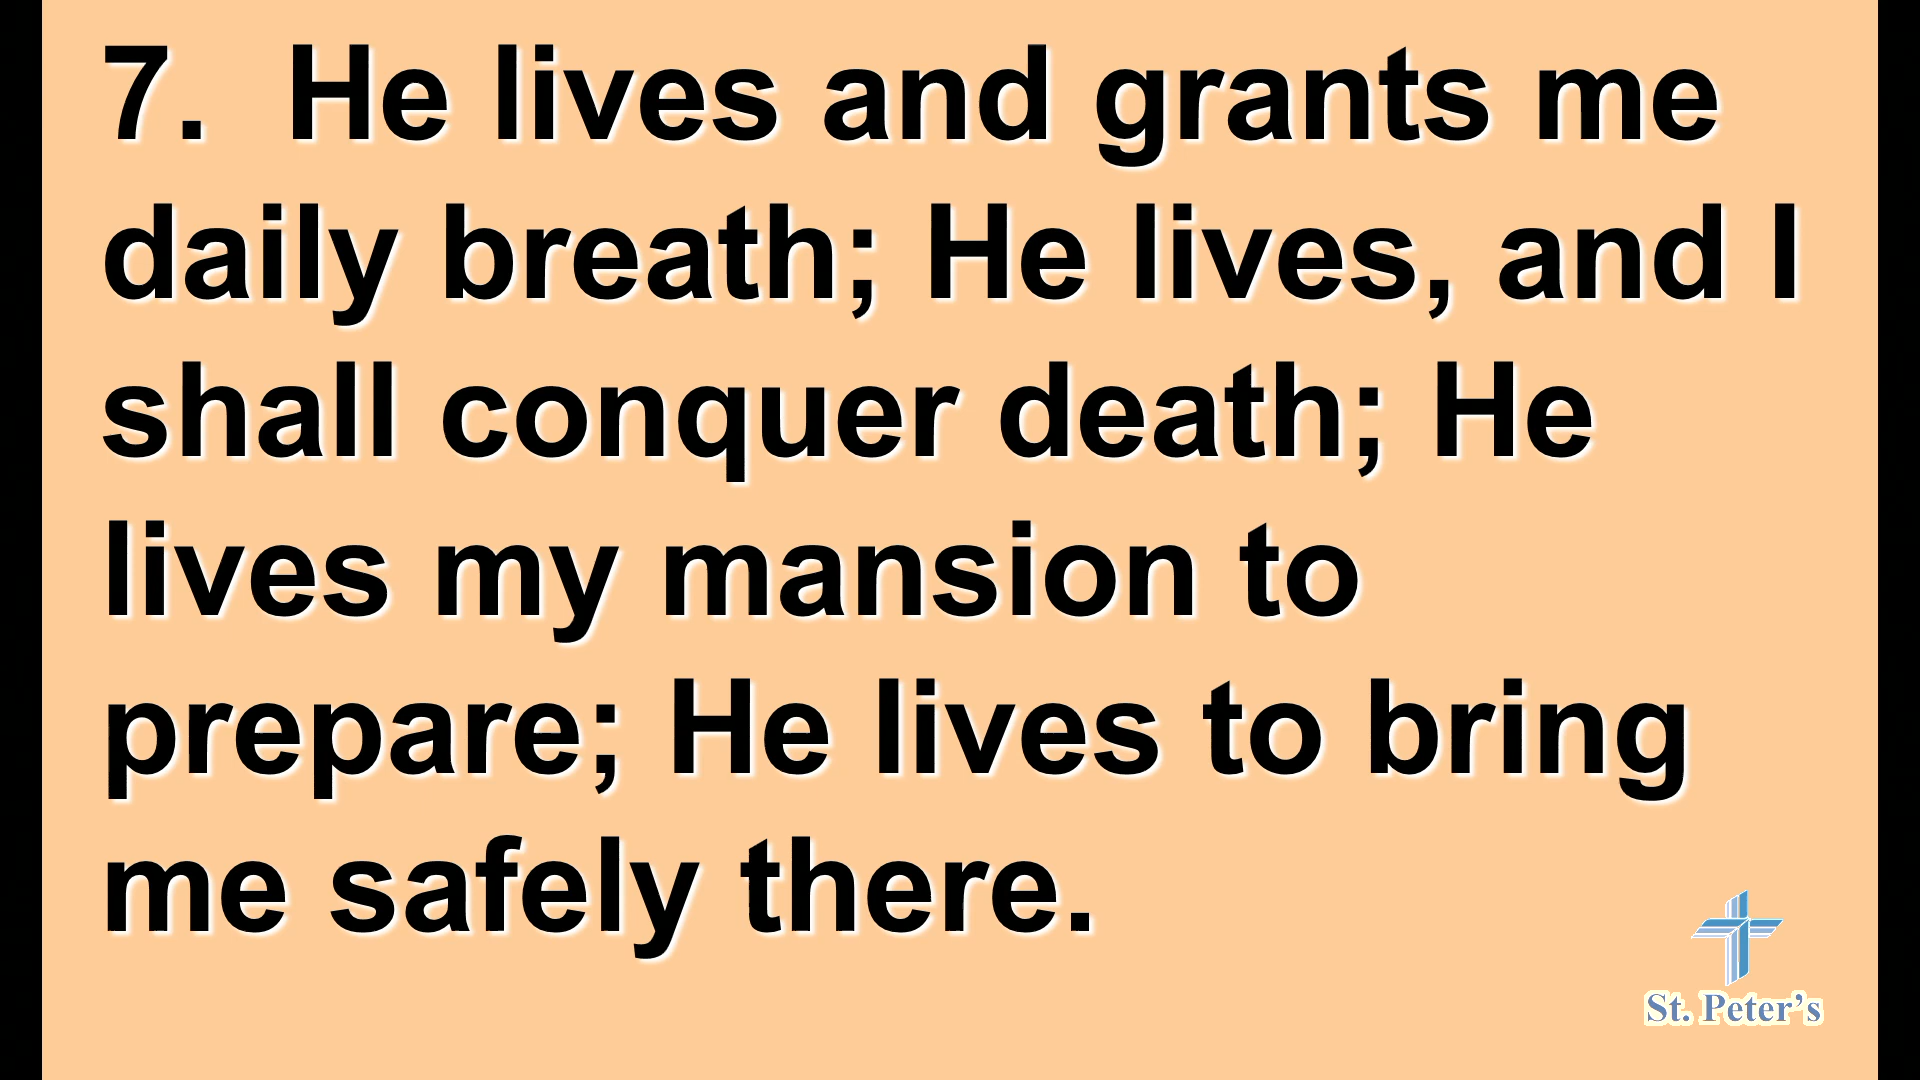 7.  He lives and grants me
daily breath; He lives, and I
shall conquer death; He
lives my mansion to
prepare; He lives to bring
me safely there.
St. Peter’s